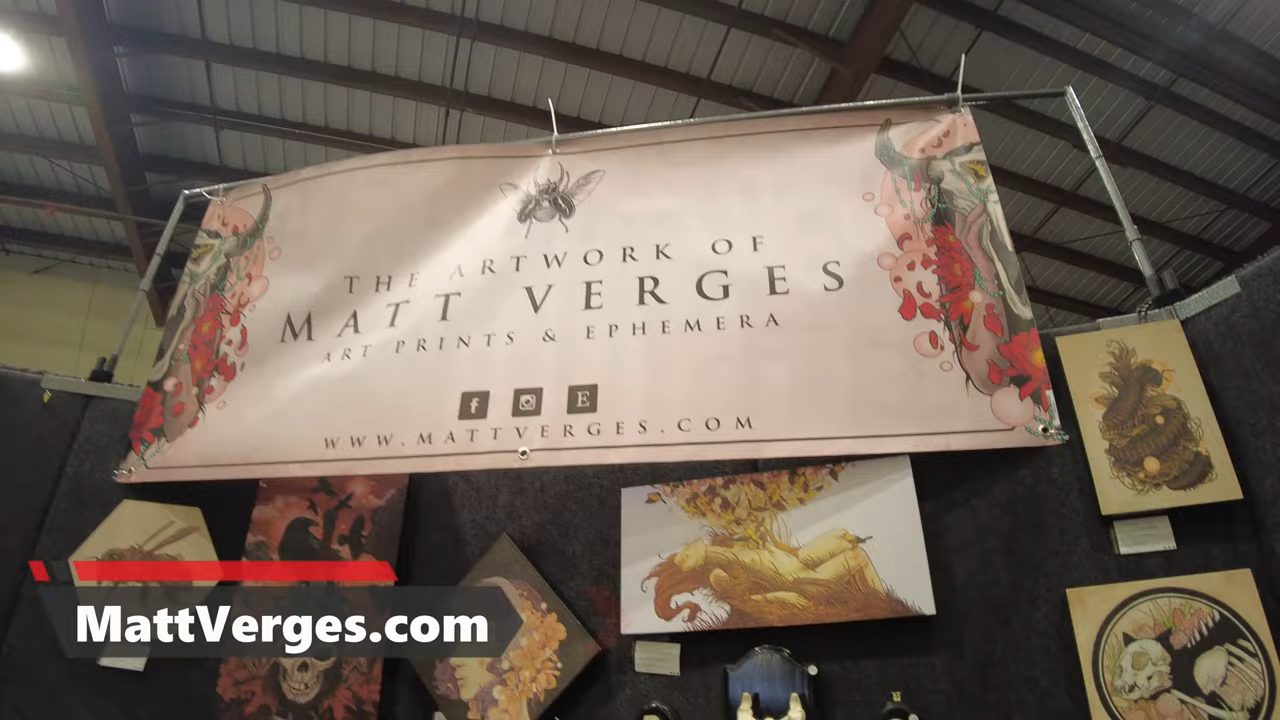 THE ARTWORK OF
MATT VERGES
ART PRINTS & EPHEMERA
f E
WWW.MATTVERGES.COM
MattVerges.com